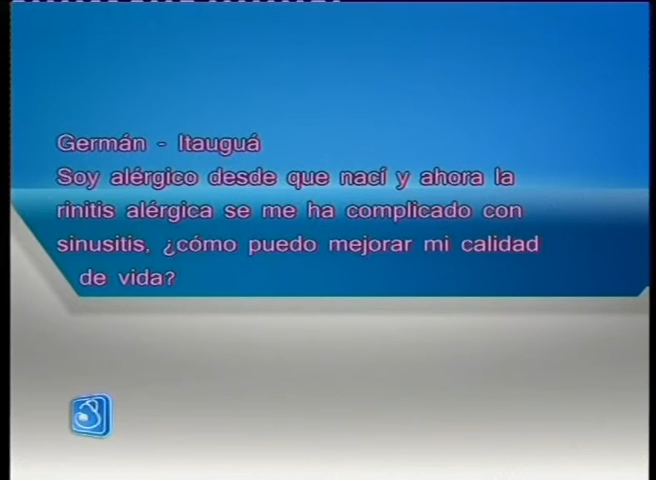 Germán - Itauguá
Soy alérgico desde que nací y ahora la
rinitis alérgica se me ha complicado con
sinusitis, ¿cómo puedo mejorar mi calidad
de vida?